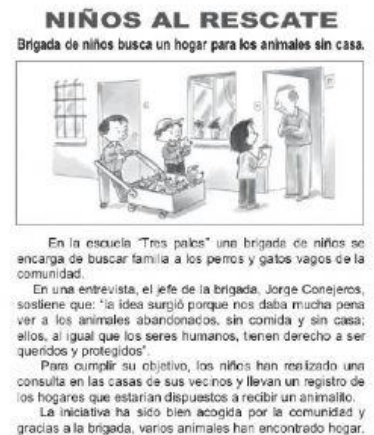 NIÑOS AL RESCATE
Brigada de niños busca un hogar para los animales sin casa.
En la escuela "Tres palos" una brigada de niños se
encarga de buscar familia a los perros y gatos vagos de la
comunidad.
En una entrevista, el jefe de la brigada, Jorge Conejeros,
sostiene que: "la idea surgió porque nos daba mucha pena
ver a los animales abandonados, sin comida y sin casa;
ellos, al igual que los seres humanos, tienen derecho a ser
queridos y protegidos".
Para cumplir su objetivo, los niños han realizado una
consulta en las casas de sus vecinos y llevan un registro de
los hogares que estarían dispuestos a recibir un animalito.
La iniciativa ha sido bien acogida por la comunidad y
gracias a la brigada, varios animales han encontrado hogar.